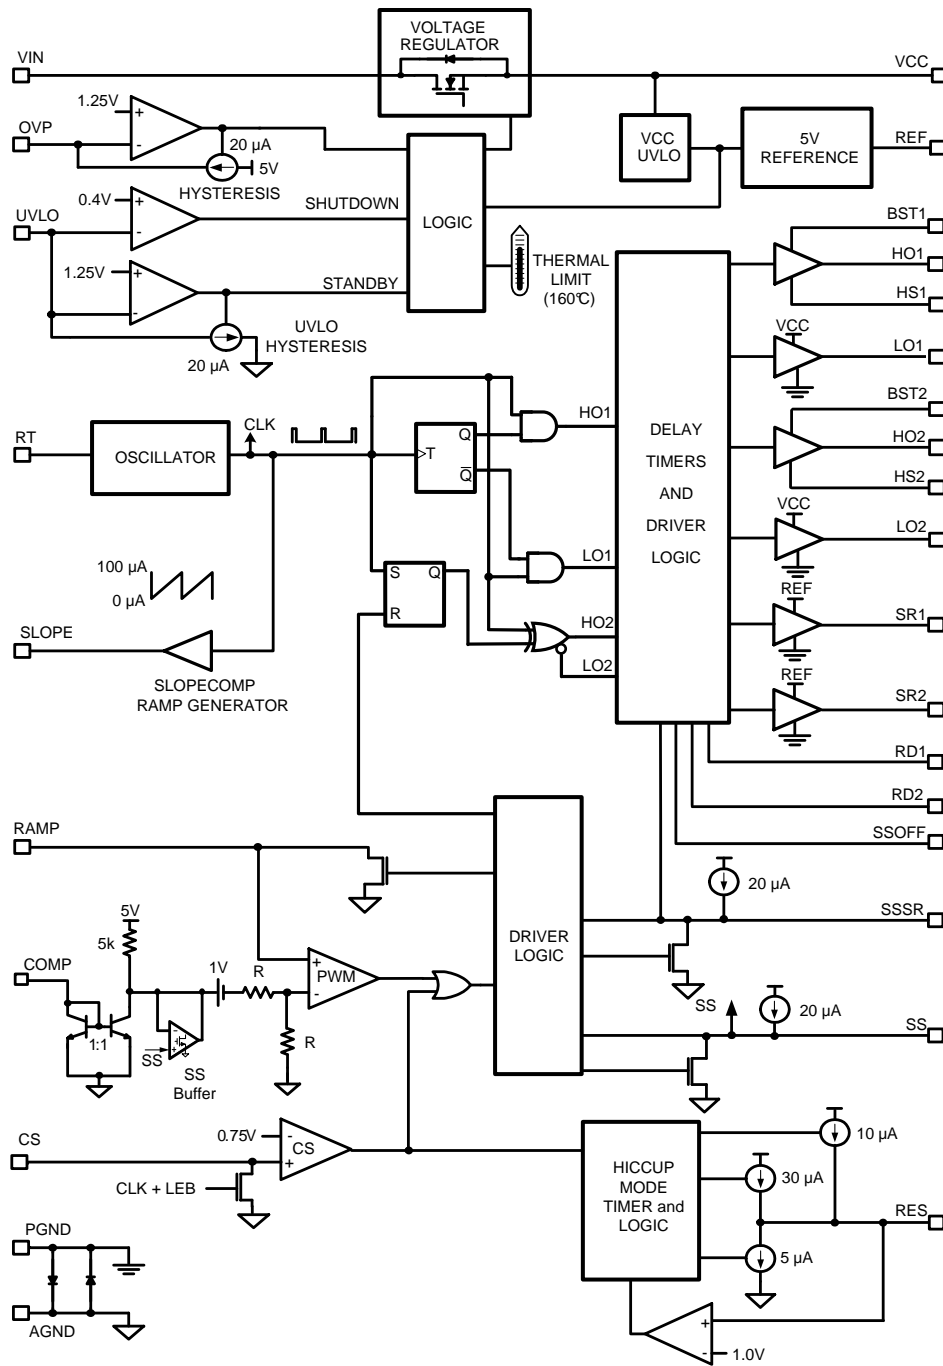 VOLTAGE
REGULATOR
VIN
VCC
1.25V
+
-
OVP
20 µA
5V
HYSTERESIS
VCC
UVLO
5V
REFERENCE
REF
0.4V
+
-
SHUTDOWN
LOGIC
UVLO
BST1
HO1
HS1
1.25V
+
-
STANDBY
THERMAL
LIMIT
(160°C)
UVLO
HYSTERESIS
20 µA
VCC
LO1
BST2
RT
OSCILLATOR
CLK
>T
Q
Q
HO1
DELAY
TIMERS
AND
DRIVER
LOGIC
HO2
HS2
VCC
LO2
100 µA
0 µA
S
Q
R
LO1
HO2
LO2
REF
SR1
SLOPE
SLOPECOMP
RAMP GENERATOR
REF
SR2
RD1
RD2
SSOFF
RAMP
20 µA
SSSR
5V
5k
COMP
1V
R
+
-
PWM
DRIVER
LOGIC
R
1:1
SS
-
+
SS
Buffer
SS
20 µA
SS
CS
0.75V
-
+
CS
CLK + LEB
HICCUP
MODE
TIMER and
LOGIC
10 µA
30 µA
RES
5 µA
PGND
AGND
+
-
1.0V